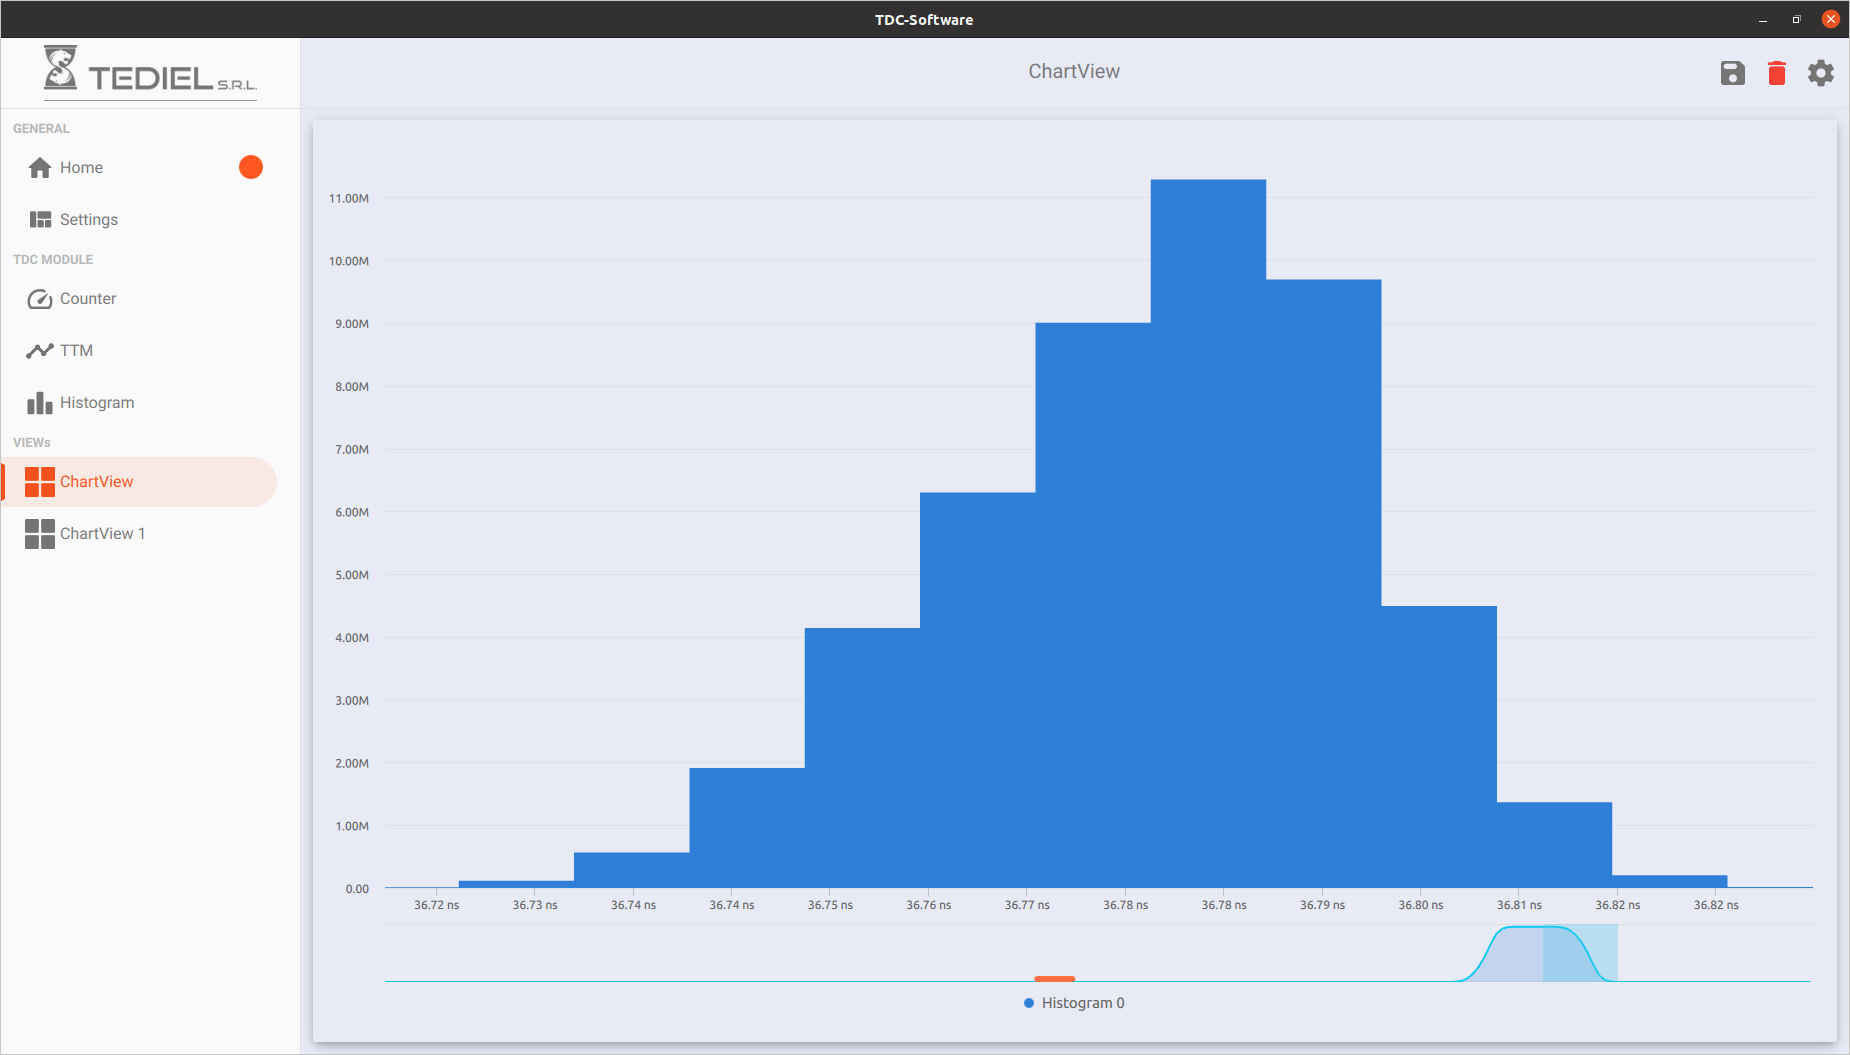 TDC-Software
TEDIEL S.R.L.
ChartView
GENERAL
Home
Settings
TDC MODULE
Counter
TTM
Histogram
VIEWs
ChartView
ChartView 1
11.00M
10.00M
9.00M
8.00M
7.00M
6.00M
5.00M
4.00M
3.00M
2.00M
1.00M
0.00
36.72 ns 36.73 ns 36.74 ns 36.74 ns 36.75 ns 36.76 ns 36.77 ns 36.78 ns 36.78 ns 36.79 ns 36.80 ns 36.81 ns 36.82 ns 36.82 ns
Histogram 0